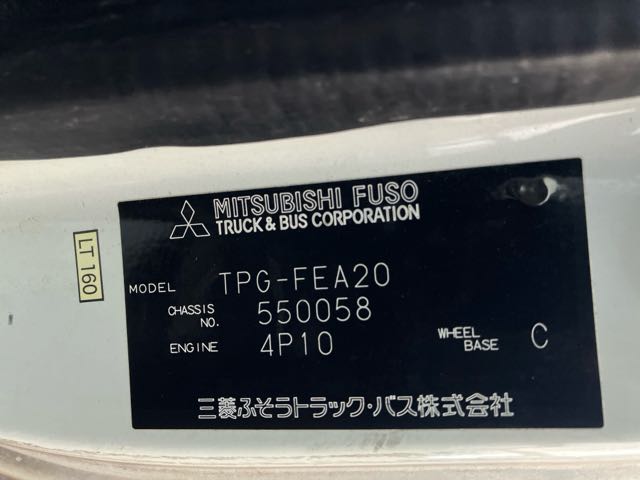 MITSUBISHI FUSO
TRUCK & BUS CORPORATION
LT 160
MODEL TPG-FEA20
CHASSIS NO. 550058
ENGINE 4P10 WHEEL BASE C
三菱ふそうトラック・バス株式会社